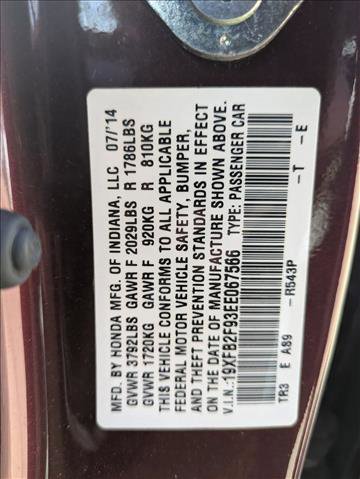 MFD. BY HONDA MFG. OF INDIANA, LLC 07/'14
GVWR 3792LBS GAWR F 2029LBS R 1786LBS
GVWR 1720KG GAWR F 920KG R 810KG
THIS VEHICLE CONFORMS TO ALL APPLICABLE
FEDERAL MOTOR VEHICLE SAFETY, BUMPER,
AND THEFT PREVENTION STANDARDS IN EFFECT
ON THE DATE OF MANUFACTURE SHOWN ABOVE.
V.I.N.:19XFB2F93EE067566 TYPE: PASSENGER CAR
TR3 E A89 -R543P -T -E